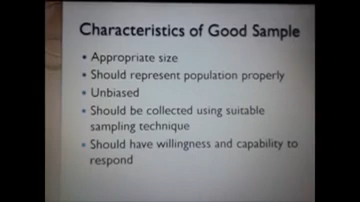 Characteristics of Good Sample
• Appropriate size
• Should represent population properly
• Unbiased
• Should be collected using suitable
sampling technique
• Should have willingness and capability to
respond